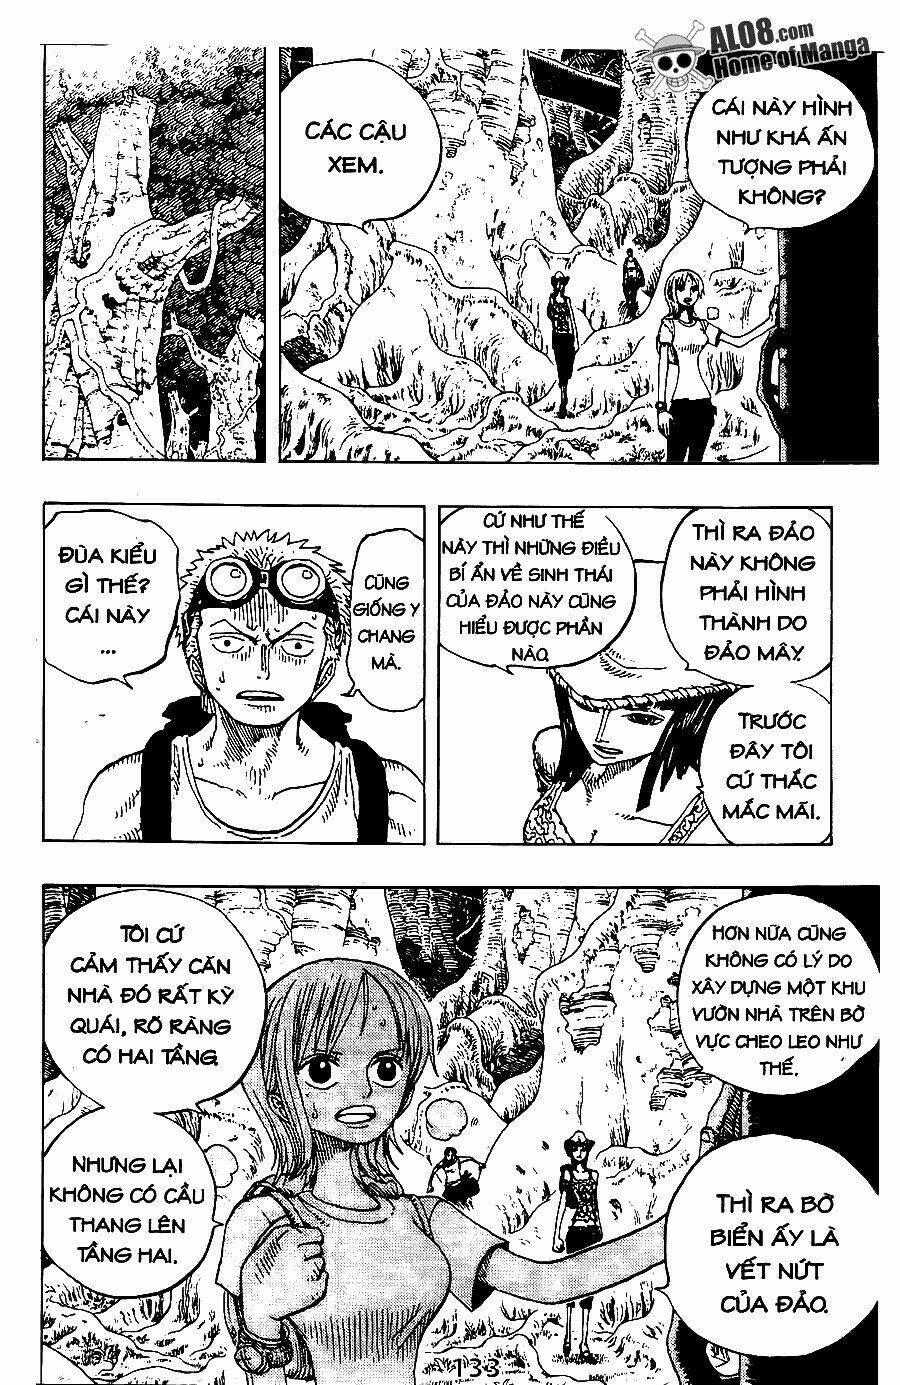 ALO8.com
Home of Manga
CÁI NÀY HÌNH
NHƯ KHÁ ẤN
TƯỢNG PHẢI
KHÔNG?
CÁC CẬU
XEM.
THÌ RA ĐẢO
NÀY KHÔNG
PHẢI HÌNH
THÀNH DO
ĐẢO MÂY.
TRƯỚC
ĐÂY TÔI
CỨ THẮC
MẮC MÃI.
CỨ NHƯ THẾ
NÀY THÌ NHỮNG ĐIỀU
BÍ ẨN VỀ SINH THÁI
CỦA ĐẢO NÀY CŨNG
HIỂU ĐƯỢC PHẦN
NÀO.
CŨNG
GIỐNG Y
CHANG
MÀ.
ĐÙA KIỂU
GÌ THẾ?
CÁI NÀY
...
HƠN NỮA CŨNG
KHÔNG CÓ LÝ DO
XÂY DỰNG MỘT KHU
VƯỜN NHÀ TRÊN BỜ
VỰC CHEO LEO NHƯ
THẾ.
THÌ RA BỜ
BIỂN ẤY LÀ
VẾT NỨT
CỦA ĐẢO.
TÔI CỨ
CẢM THẤY CĂN
NHÀ ĐÓ RẤT KỲ
QUÁI, RÕ RÀNG
CÓ HAI TẦNG.
NHƯNG LẠI
KHÔNG CÓ CẦU
THANG LÊN
TẦNG HAI.
133